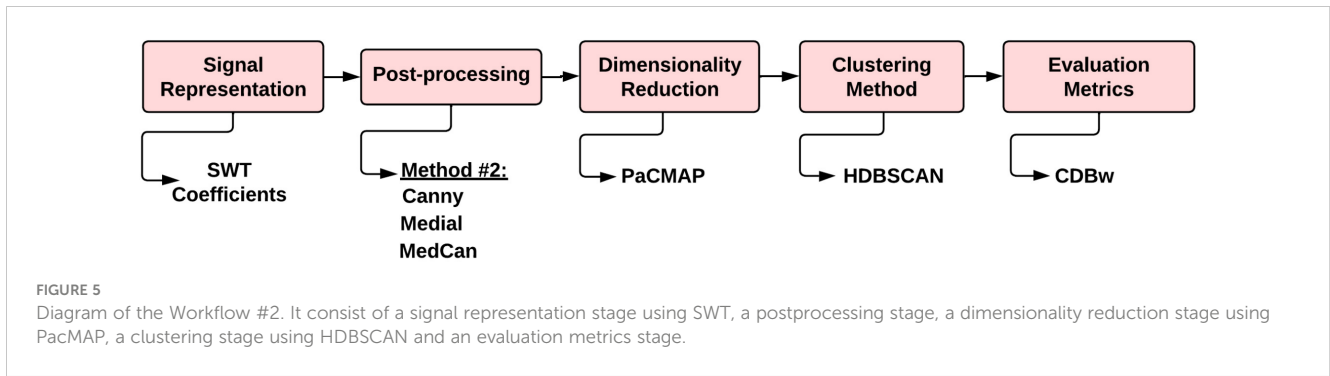 Signal
Representation
Post-processing
Dimensionality
Reduction
Clustering
Method
Evaluation
Metrics
SWT
Coefficients
Method #2:
Canny
Medial
MedCan
PaCMAP
HDBSCAN
CDBw
FIGURE 5
Diagram of the Workflow #2. It consist of a signal representation stage using SWT, a postprocessing stage, a dimensionality reduction stage using
PacMAP, a clustering stage using HDBSCAN and an evaluation metrics stage.